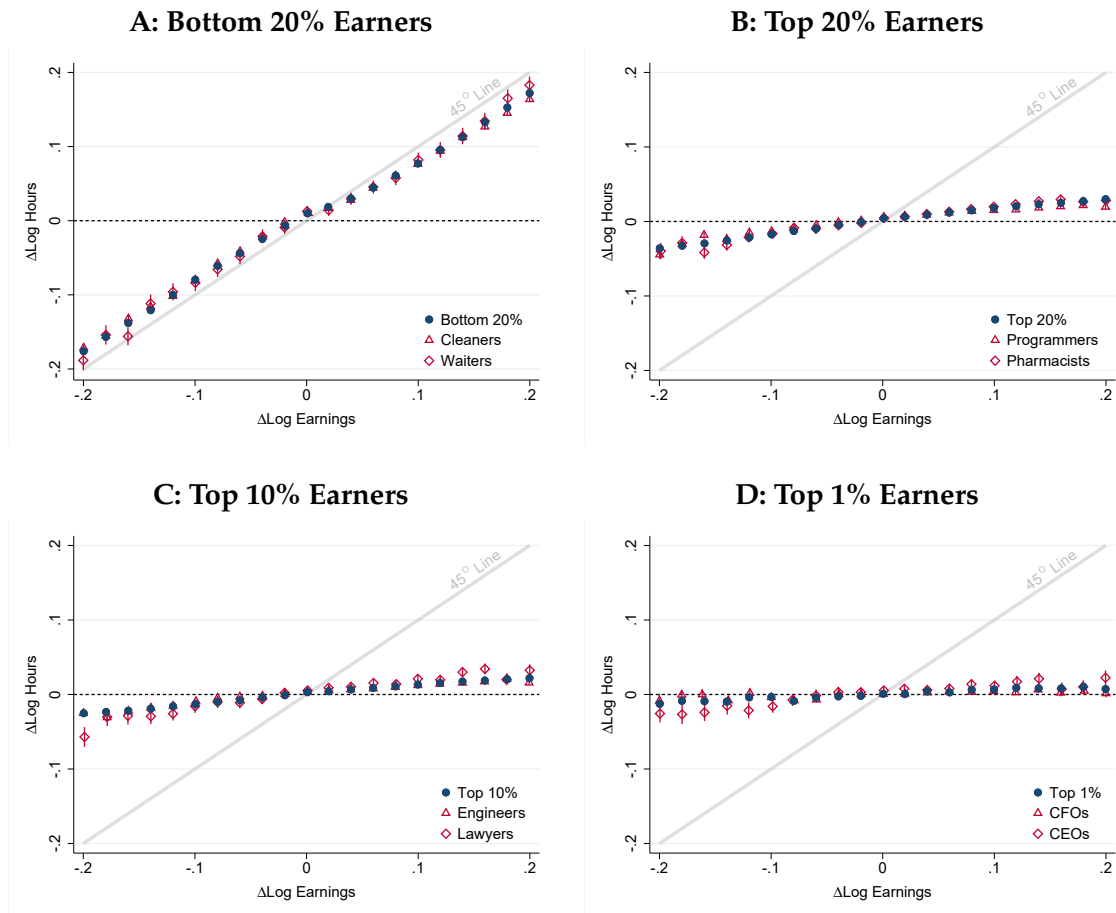 A: Bottom 20% Earners
.2
.1
0
-.1
-.2
ΔLog Hours
45° Line
Bottom 20%
Cleaners
Waiters
-.2 -.1 0 .1 .2
ΔLog Earnings
B: Top 20% Earners
.2
.1
0
-.1
-.2
ΔLog Hours
45° Line
Top 20%
Programmers
Pharmacists
-.2 -.1 0 .1 .2
ΔLog Earnings
C: Top 10% Earners
.2
.1
0
-.1
-.2
ΔLog Hours
45° Line
Top 10%
Engineers
Lawyers
-.2 -.1 0 .1 .2
ΔLog Earnings
D: Top 1% Earners
.2
.1
0
-.1
-.2
ΔLog Hours
45° Line
Top 1%
CFOs
CEOs
-.2 -.1 0 .1 .2
ΔLog Earnings